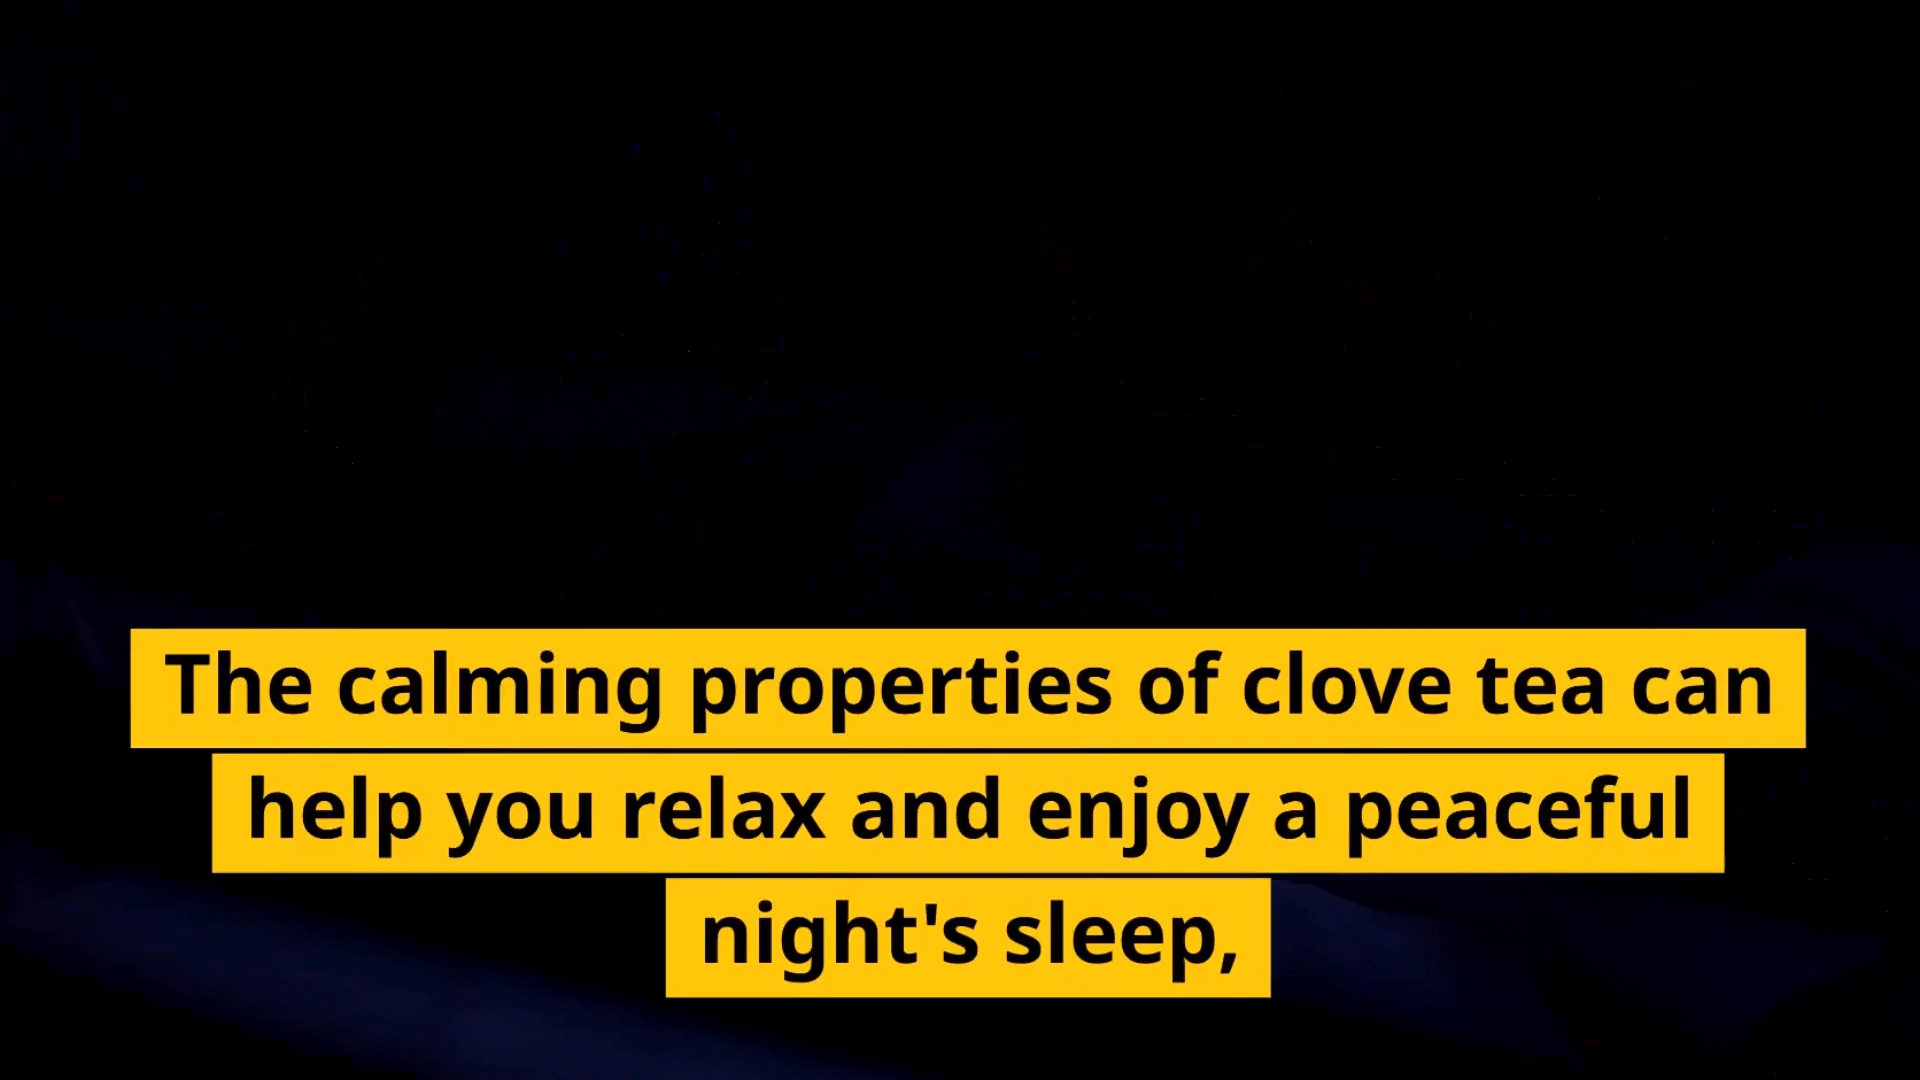 The calming properties of clove tea can
help you relax and enjoy a peaceful
night's sleep,